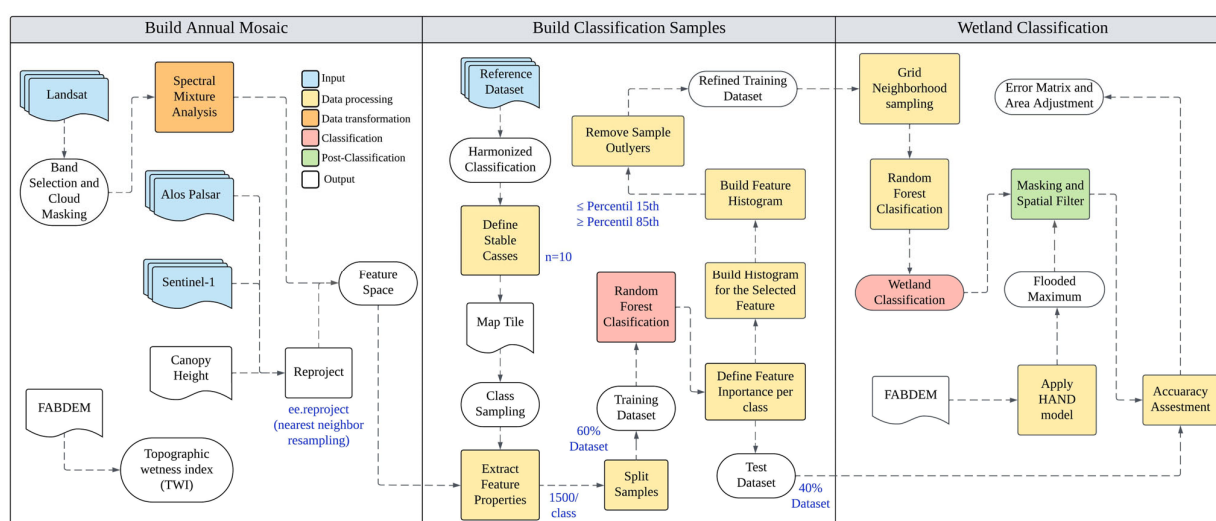 Build Annual Mosaic
Landsat
Spectral
Mixture
Analysis
Input
Data processing
Data transformation
Classification
Post-Classification
Output
Band
Selection and
Cloud
Masking
Alos Palsar
Sentinel-1
Feature
Space
Canopy
Height
Reproject
ee.reproject
(nearest neighbor
resampling)
FABDEM
Topographic
wetness index
(TWI)
Build Classification Samples
Reference
Dataset
Refined Training
Dataset
Harmonized
Classification
Remove Sample
Outlyers
≤ Percentil 15th
≥ Percentil 85th
Build Feature
Histogram
Define
Stable
Casses
n=10
Random
Forest
Clasification
Build Histogram
for the Selected
Feature
Map Tile
Class
Sampling
Training
Dataset
60%
Dataset
Define Feature
Inportance per
class
Extract
Feature
Properties
1500/
class
Split
Samples
Test
Dataset
40%
Dataset
Wetland Classification
Grid
Neighborhood
sampling
Error Matrix and
Area Adjustment
Random
Forest
Clasification
Masking and
Spatial Filter
Wetland
Classification
Flooded
Maximum
FABDEM
Apply
HAND
model
Accuaracy
Assestment